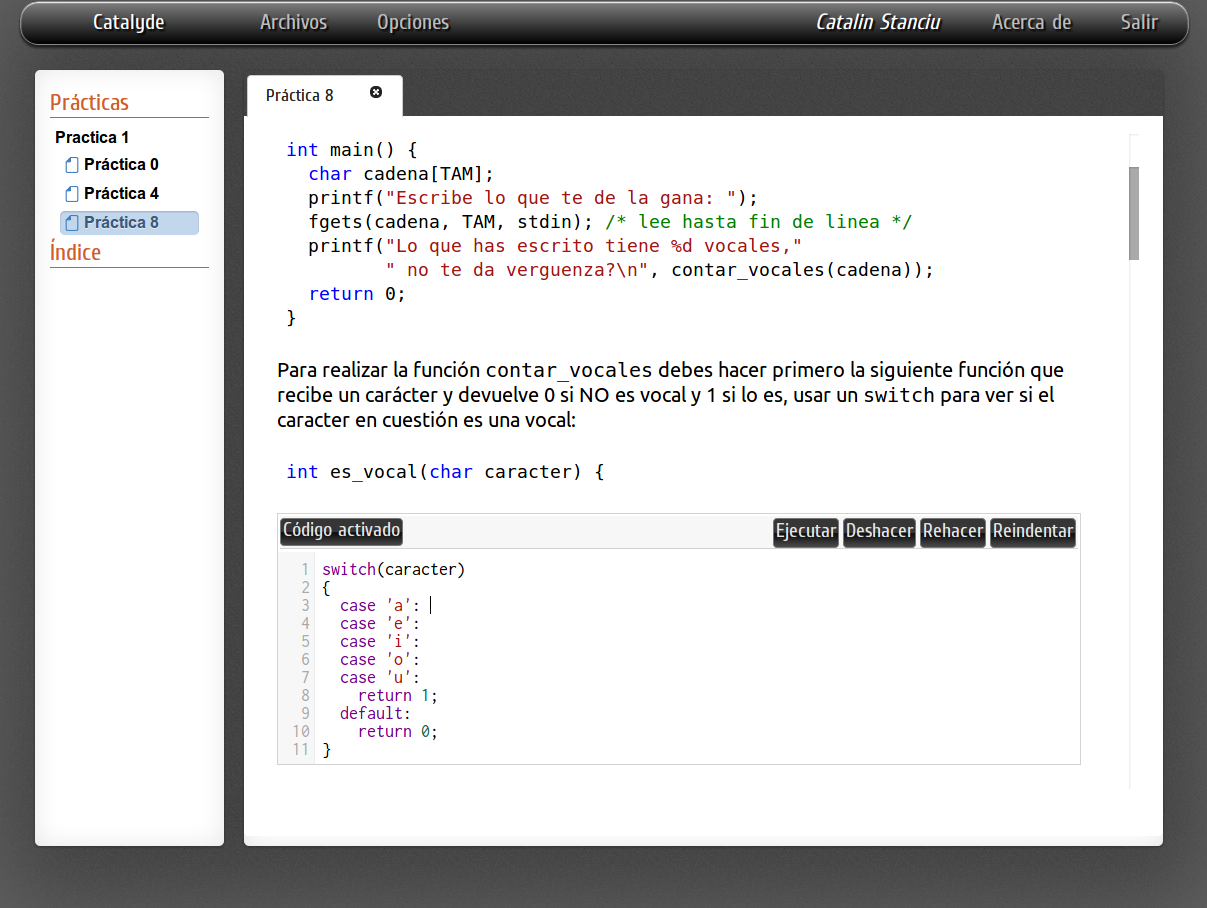 Catalyde Archivos Opciones Catalin Stanciu Acerca de Salir
Prácticas
Practica 1
Práctica 0
Práctica 4
Práctica 8
Índice
Práctica 8
int main() {
  char cadena[TAM];
  printf("Escribe lo que te de la gana: ");
  fgets(cadena, TAM, stdin); /* lee hasta fin de linea */
  printf("Lo que has escrito tiene %d vocales,"
         " no te da verguenza?\n", contar_vocales(cadena));
  return 0;
}
Para realizar la función contar_vocales debes hacer primero la siguiente función que
recibe un carácter y devuelve 0 si NO es vocal y 1 si lo es, usar un switch para ver si el
caracter en cuestión es una vocal:
int es_vocal(char caracter) {
Código activado Ejecutar Deshacer Rehacer Reindentar
1 switch(caracter)
2 {
3   case 'a':
4   case 'e':
5   case 'i':
6   case 'o':
7   case 'u':
8     return 1;
9   default:
10     return 0;
11 }